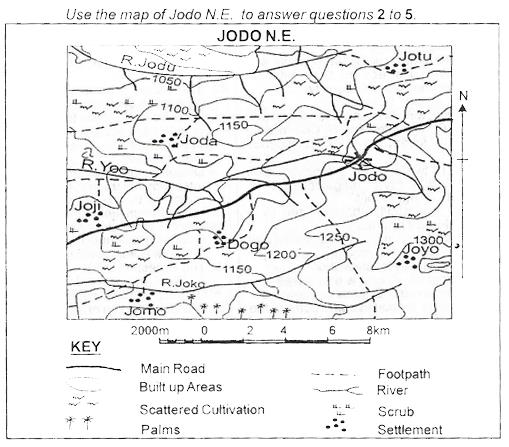 Use the map of Jodo N.E. to answer questions 2 to 5.
JODO N.E.
R. Jodu
Jotu
1050
1100
1150
N
Joda
R. Yoo
Jodo
Joji
Dogo
1250
1300
1200
Joyo
1150
R.Joko
Jomo
2000m 0 2 4 6 8km
KEY
Main Road
Built up Areas
Scattered Cultivation
Palms
Footpath
River
Scrub
Settlement